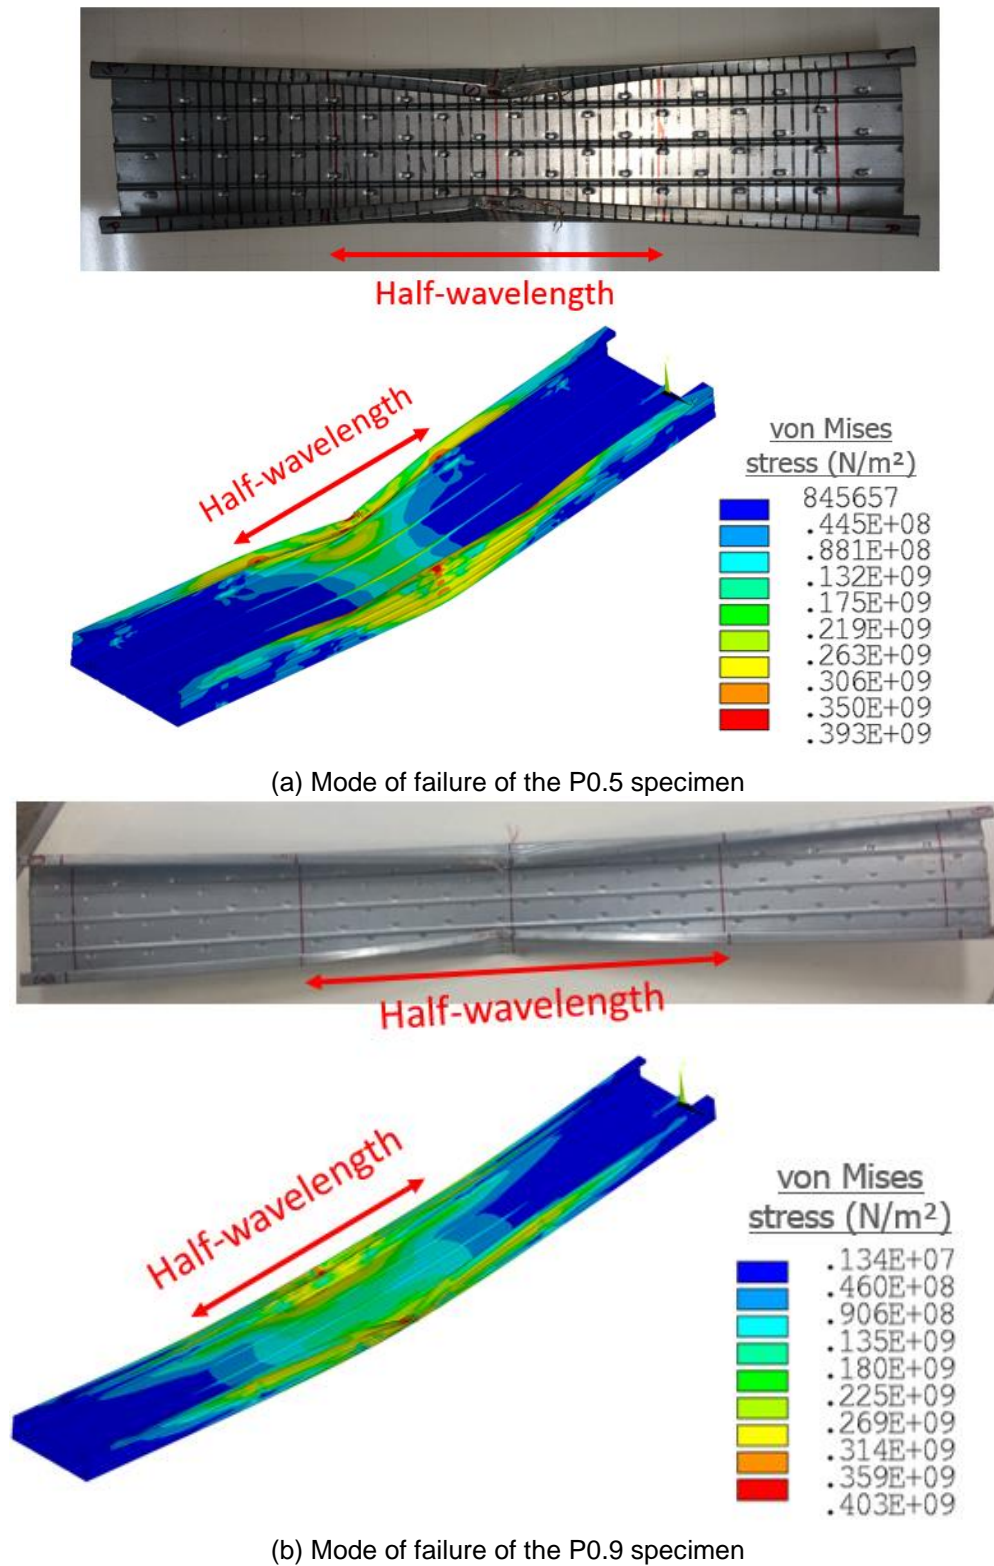 Half-wavelength
Half-wavelength
von Mises
stress (N/m²)
845657
.445E+08
.881E+08
.132E+09
.175E+09
.219E+09
.263E+09
.306E+09
.350E+09
.393E+09
(a) Mode of failure of the P0.5 specimen
Half-wavelength
Half-wavelength
von Mises
stress (N/m²)
.134E+07
.460E+08
.906E+08
.135E+09
.180E+09
.225E+09
.269E+09
.314E+09
.359E+09
.403E+09
(b) Mode of failure of the P0.9 specimen